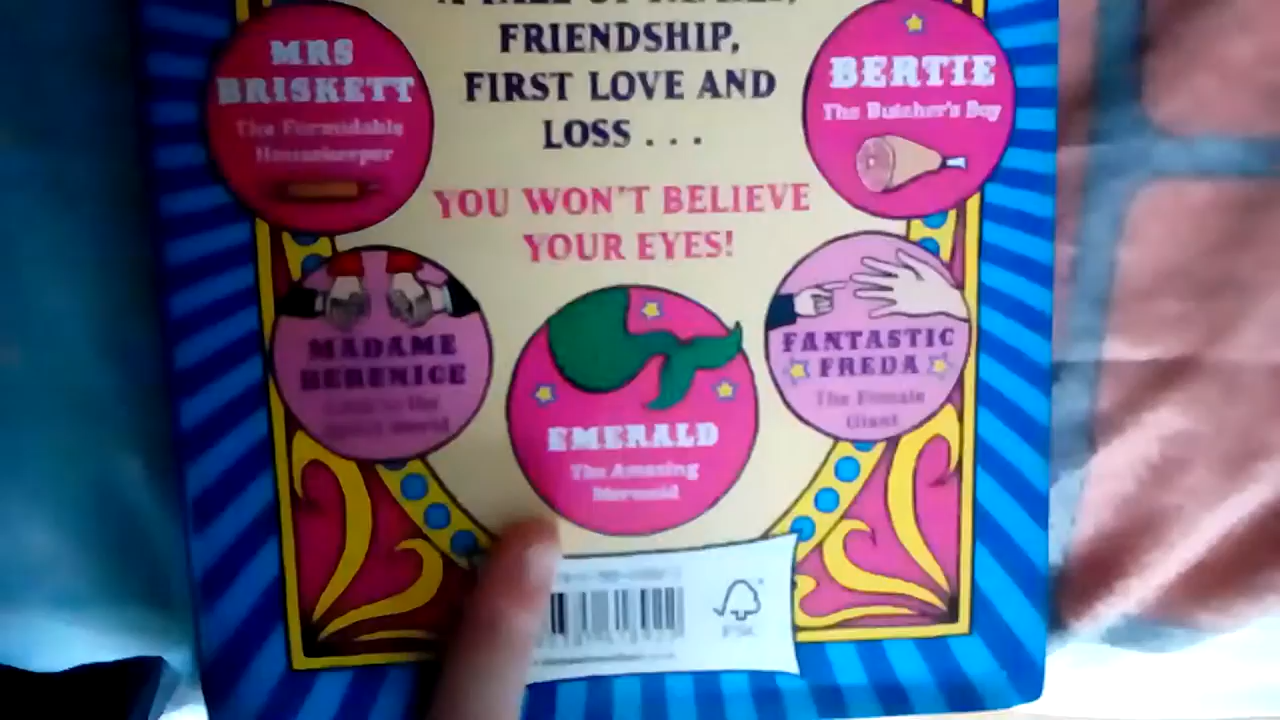 FRIENDSHIP,
FIRST LOVE AND
LOSS . . .
YOU WON'T BELIEVE
YOUR EYES!
MRS
BRISKETT
The Formidable
Housekeeper
BERTIE
The Butcher's Boy
MADAME
BERENICE
FANTASTIC
FREDA
The Female
Giant
EMERALD
The Amazing
Mermaid
FSC